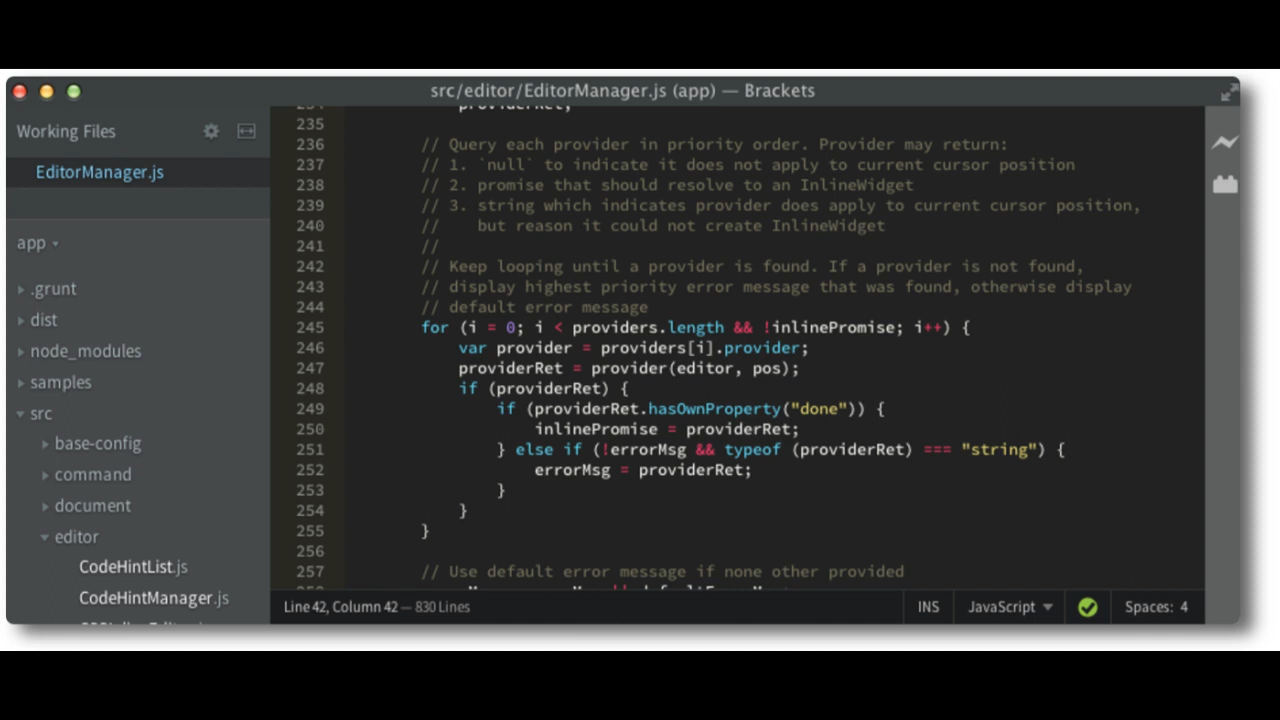 src/editor/EditorManager.js (app) — Brackets
Working Files
EditorManager.js
app
.grunt
dist
node_modules
samples
src
base-config
command
document
editor
CodeHintList.js
CodeHintManager.js
providerRet;
235
236 // Query each provider in priority order. Provider may return:
237 // 1. `null` to indicate it does not apply to current cursor position
238 // 2. promise that should resolve to an InlineWidget
239 // 3. string which indicates provider does apply to current cursor position,
240 //    but reason it could not create InlineWidget
241 //
242 // Keep looping until a provider is found. If a provider is not found,
243 // display highest priority error message that was found, otherwise display
244 // default error message
245 for (i = 0; i < providers.length && !inlinePromise; i++) {
246     var provider = providers[i].provider;
247     providerRet = provider(editor, pos);
248     if (providerRet) {
249         if (providerRet.hasOwnProperty("done")) {
250             inlinePromise = providerRet;
251         } else if (!errorMsg && typeof (providerRet) === "string") {
252             errorMsg = providerRet;
253         }
254     }
255 }
256
257 // Use default error message if none other provided
Line 42, Column 42 — 830 Lines
INS
JavaScript
Spaces: 4